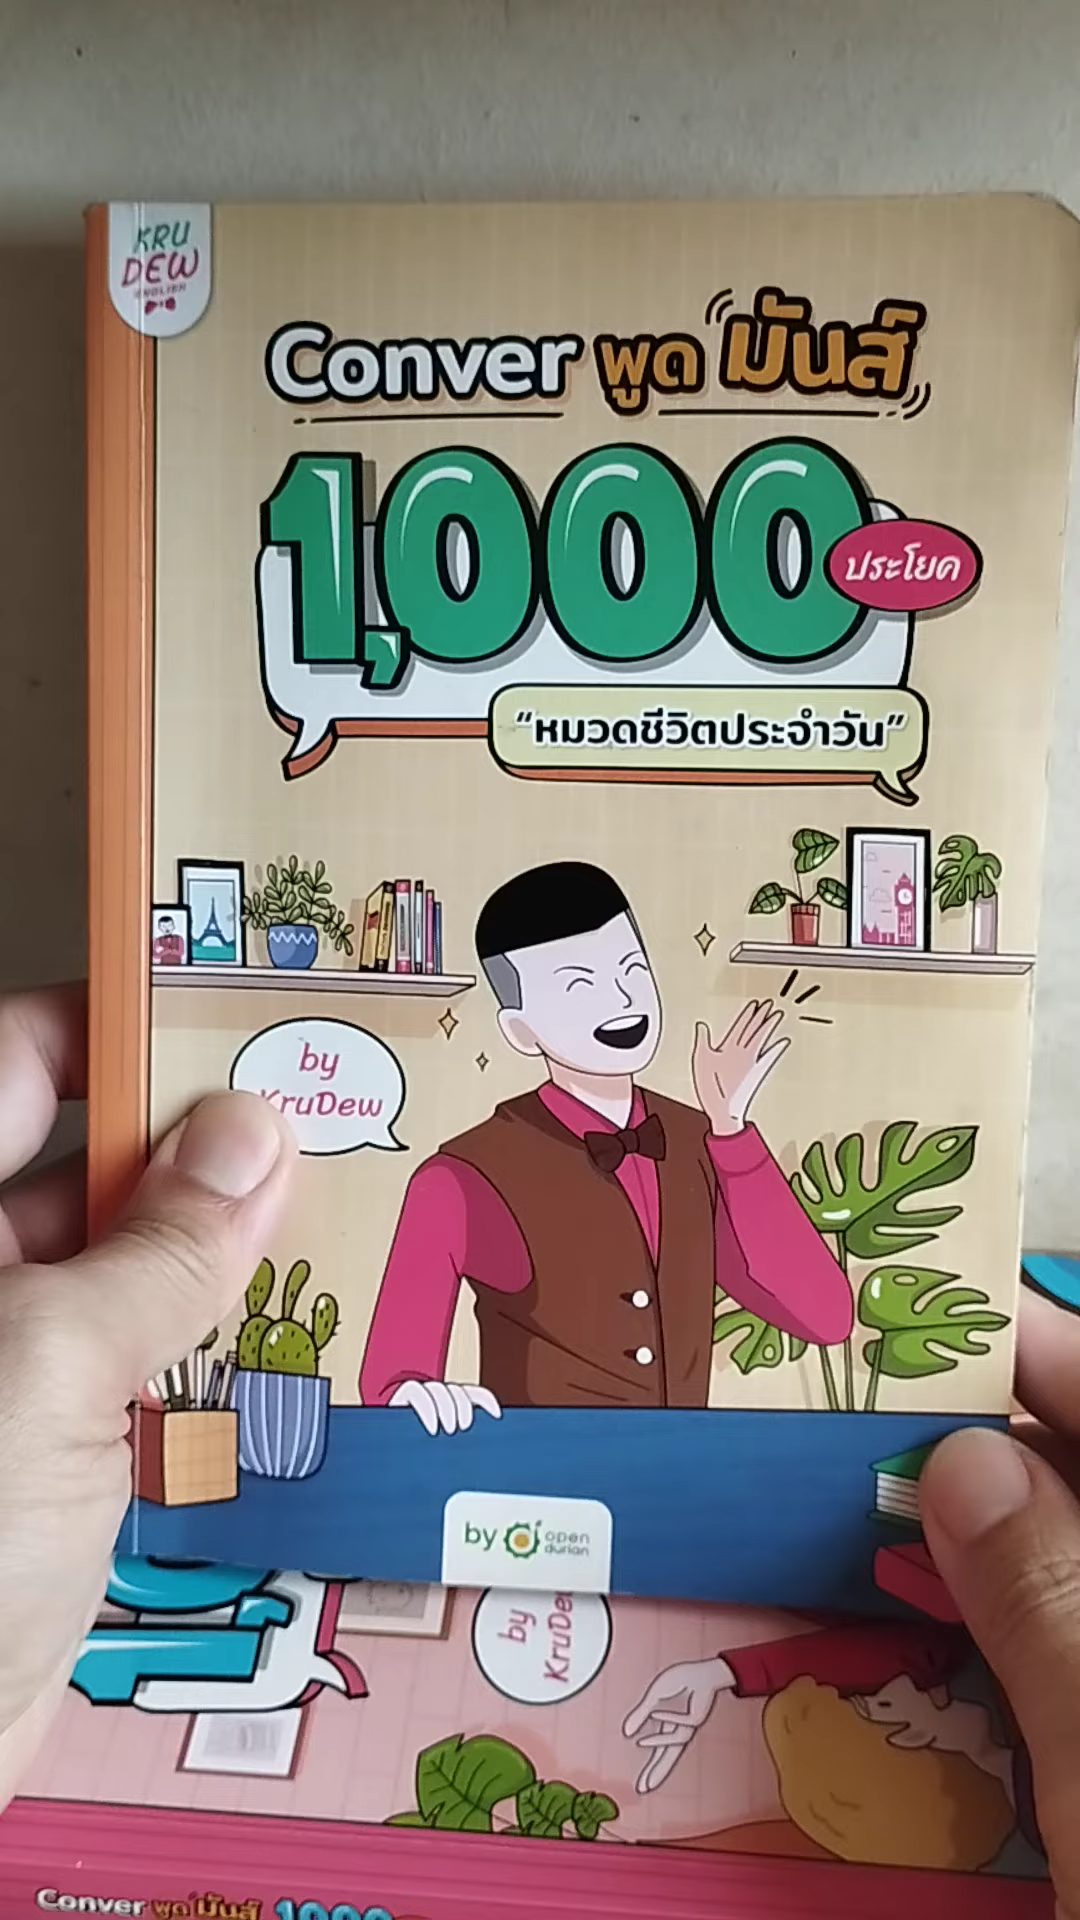 KRU
DEW
ENGLISH
Conver พูด มันส์
1,000
ประโยค
“หมวดชีวิตประจำวัน”
by
KruDew
by open
durian
by
KruDew
Conver พูด มันส์ 1000